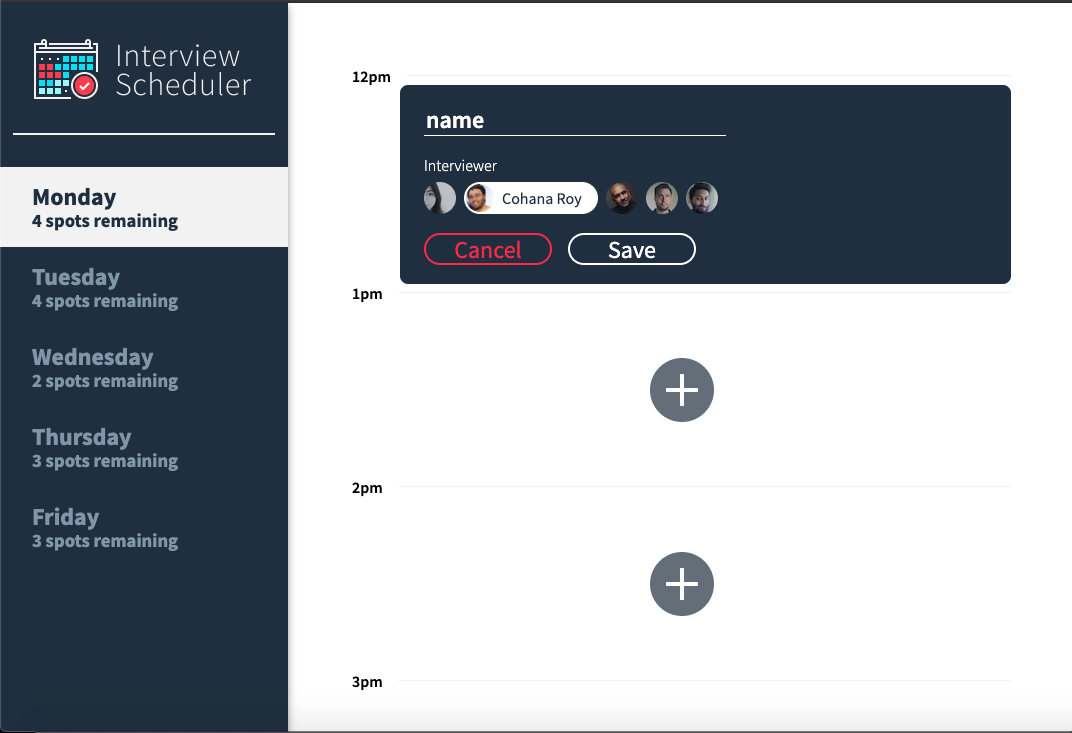 Interview
Scheduler
Monday
4 spots remaining
Tuesday
4 spots remaining
Wednesday
2 spots remaining
Thursday
3 spots remaining
Friday
3 spots remaining
12pm
name
Interviewer
Cohana Roy
Cancel
Save
1pm
2pm
3pm